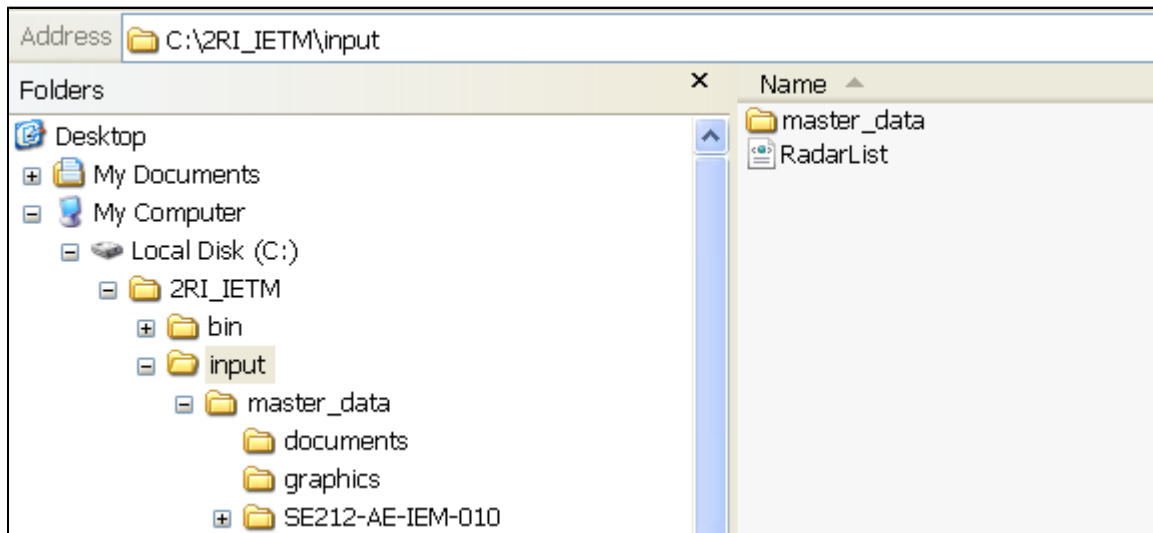 Address C:\2RI_IETM\input
Folders
Desktop
My Documents
My Computer
Local Disk (C:)
2RI_IETM
bin
input
master_data
documents
graphics
SE212-AE-IEM-010
Name
master_data
RadarList